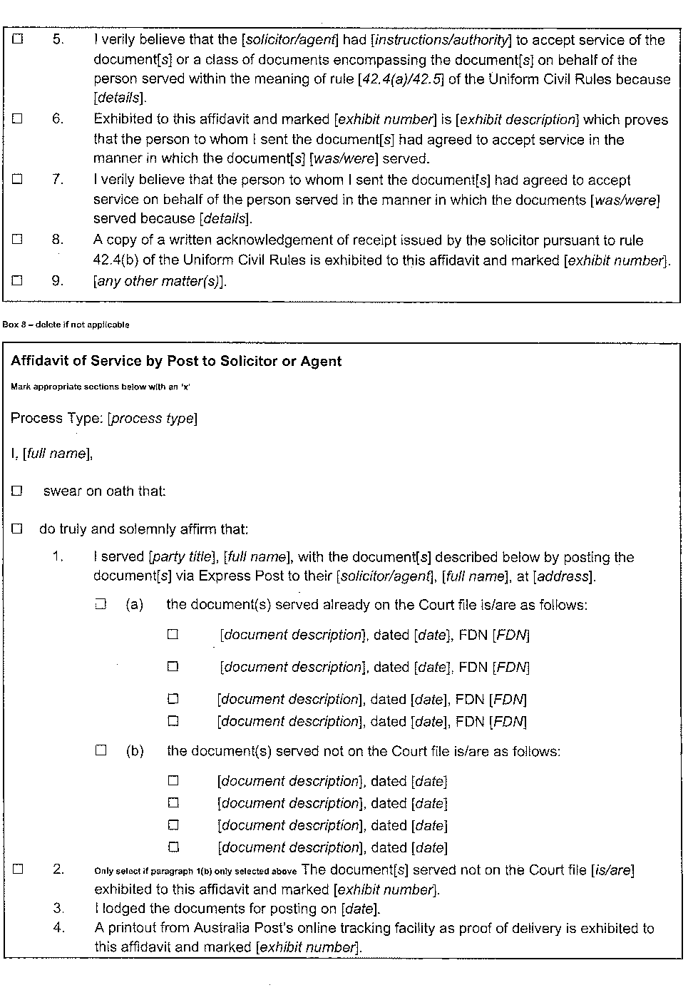 ☐ 5. I verily believe that the [solicitor/agent] had [instructions/authority] to accept service of the
document[s] or a class of documents encompassing the document[s] on behalf of the
person served within the meaning of rule [42.4(a)/42.5] of the Uniform Civil Rules because
[details].
☐ 6. Exhibited to this affidavit and marked [exhibit number] is [exhibit description] which proves
that the person to whom I sent the document[s] had agreed to accept service in the
manner in which the document[s] [was/were] served.
☐ 7. I verily believe that the person to whom I sent the document[s] had agreed to accept
service on behalf of the person served in the manner in which the documents [was/were]
served because [details].
☐ 8. A copy of a written acknowledgement of receipt issued by the solicitor pursuant to rule
42.4(b) of the Uniform Civil Rules is exhibited to this affidavit and marked [exhibit number].
☐ 9. [any other matter(s)].
Box 8 – delete if not applicable
Affidavit of Service by Post to Solicitor or Agent
Mark appropriate sections below with an 'x'
Process Type: [process type]
I, [full name],
☐ swear on oath that:
☐ do truly and solemnly affirm that:
1. I served [party title], [full name], with the document[s] described below by posting the
document[s] via Express Post to their [solicitor/agent], [full name], at [address].
☐ (a) the document(s) served already on the Court file is/are as follows:
☐ [document description], dated [date], FDN [FDN]
☐ [document description], dated [date], FDN [FDN]
☐ [document description], dated [date], FDN [FDN]
☐ [document description], dated [date], FDN [FDN]
☐ (b) the document(s) served not on the Court file is/are as follows:
☐ [document description], dated [date]
☐ [document description], dated [date]
☐ [document description], dated [date]
☐ [document description], dated [date]
☐ 2. Only select if paragraph 1(b) only selected above The document[s] served not on the Court file [is/are]
exhibited to this affidavit and marked [exhibit number].
3. I lodged the documents for posting on [date].
4. A printout from Australia Post's online tracking facility as proof of delivery is exhibited to
this affidavit and marked [exhibit number].